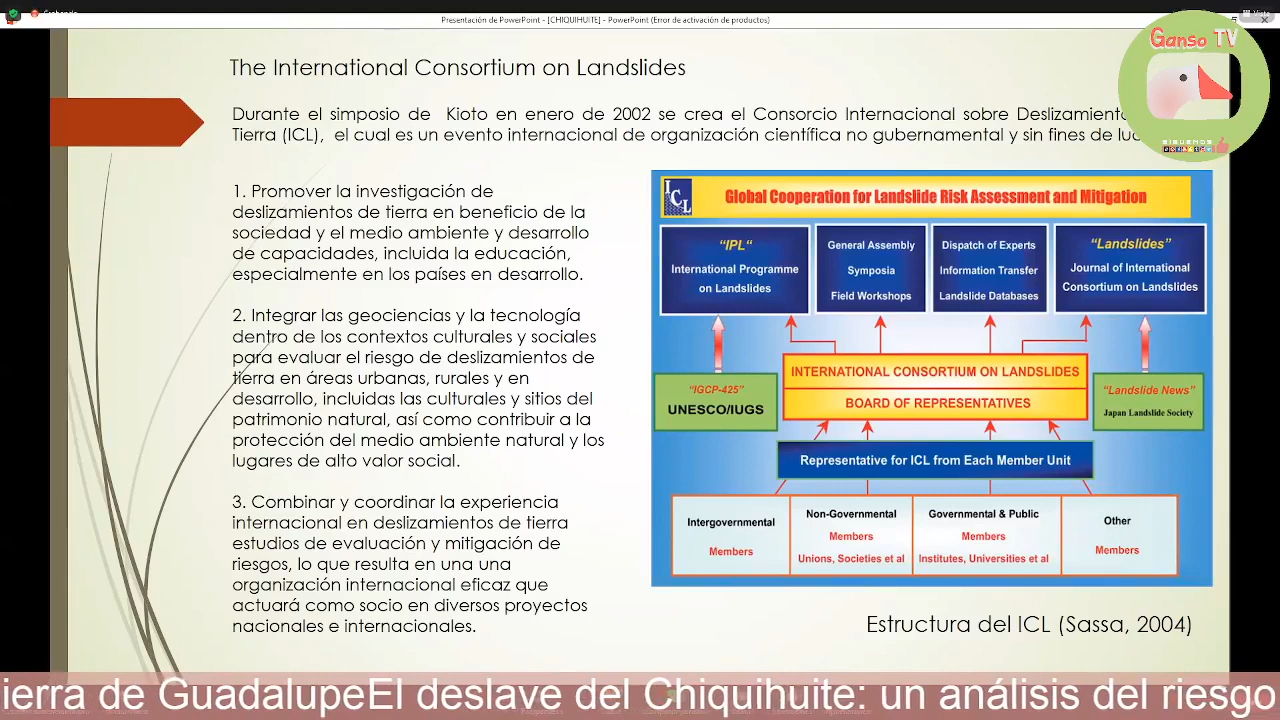 Presentación de PowerPoint - [CHIQUIHUITE] - PowerPoint (Error de activación de productos)
Ganso TV
SIGUENOS
The International Consortium on Landslides
Durante el simposio de Kioto en enero de 2002 se crea el Consorcio Internacional sobre
Tierra (ICL), el cual es un evento internacional de organización científica no gubernamental y sin fines de
1. Promover la investigación de
deslizamientos de tierra en beneficio de la
sociedad y el medio ambiente y desarrollo
de capacidades, incluida la educación,
especialmente en los países en desarrollo.
2. Integrar las geociencias y la tecnología
dentro de los contextos culturales y sociales
para evaluar el riesgo de deslizamientos de
tierra en áreas urbanas, rurales y en
desarrollo, incluidas las culturales y sitios del
patrimonio natural, así como contribuir a la
protección del medio ambiente natural y los
lugares de alto valor social.
3. Combinar y coordinar la experiencia
internacional en deslizamientos de tierra
estudios de evaluación y mitigación de
riesgos, lo que resulta en una una
organización internacional eficaz que
actuará como socio en diversos proyectos
nacionales e internacionales.
ICL
Global Cooperation for Landslide Risk Assessment and Mitigation
"IPL"
International Programme
on Landslides
General Assembly
Symposia
Field Workshops
Dispatch of Experts
Information Transfer
Landslide Databases
"Landslides"
Journal of International
Consortium on Landslides
"IGCP-425"
UNESCO/IUGS
INTERNATIONAL CONSORTIUM ON LANDSLIDES
BOARD OF REPRESENTATIVES
"Landslide News"
Japan Landslide Society
Representative for ICL from Each Member Unit
Intergovernmental
Members
Non-Governmental
Members
Unions, Societies et al
Governmental & Public
Members
Institutes, Universities et al
Other
Members
Estructura del ICL (Sassa, 2004)
ierra de GuadalupeEl deslave del Chiquihuite: un análisis del riesgo